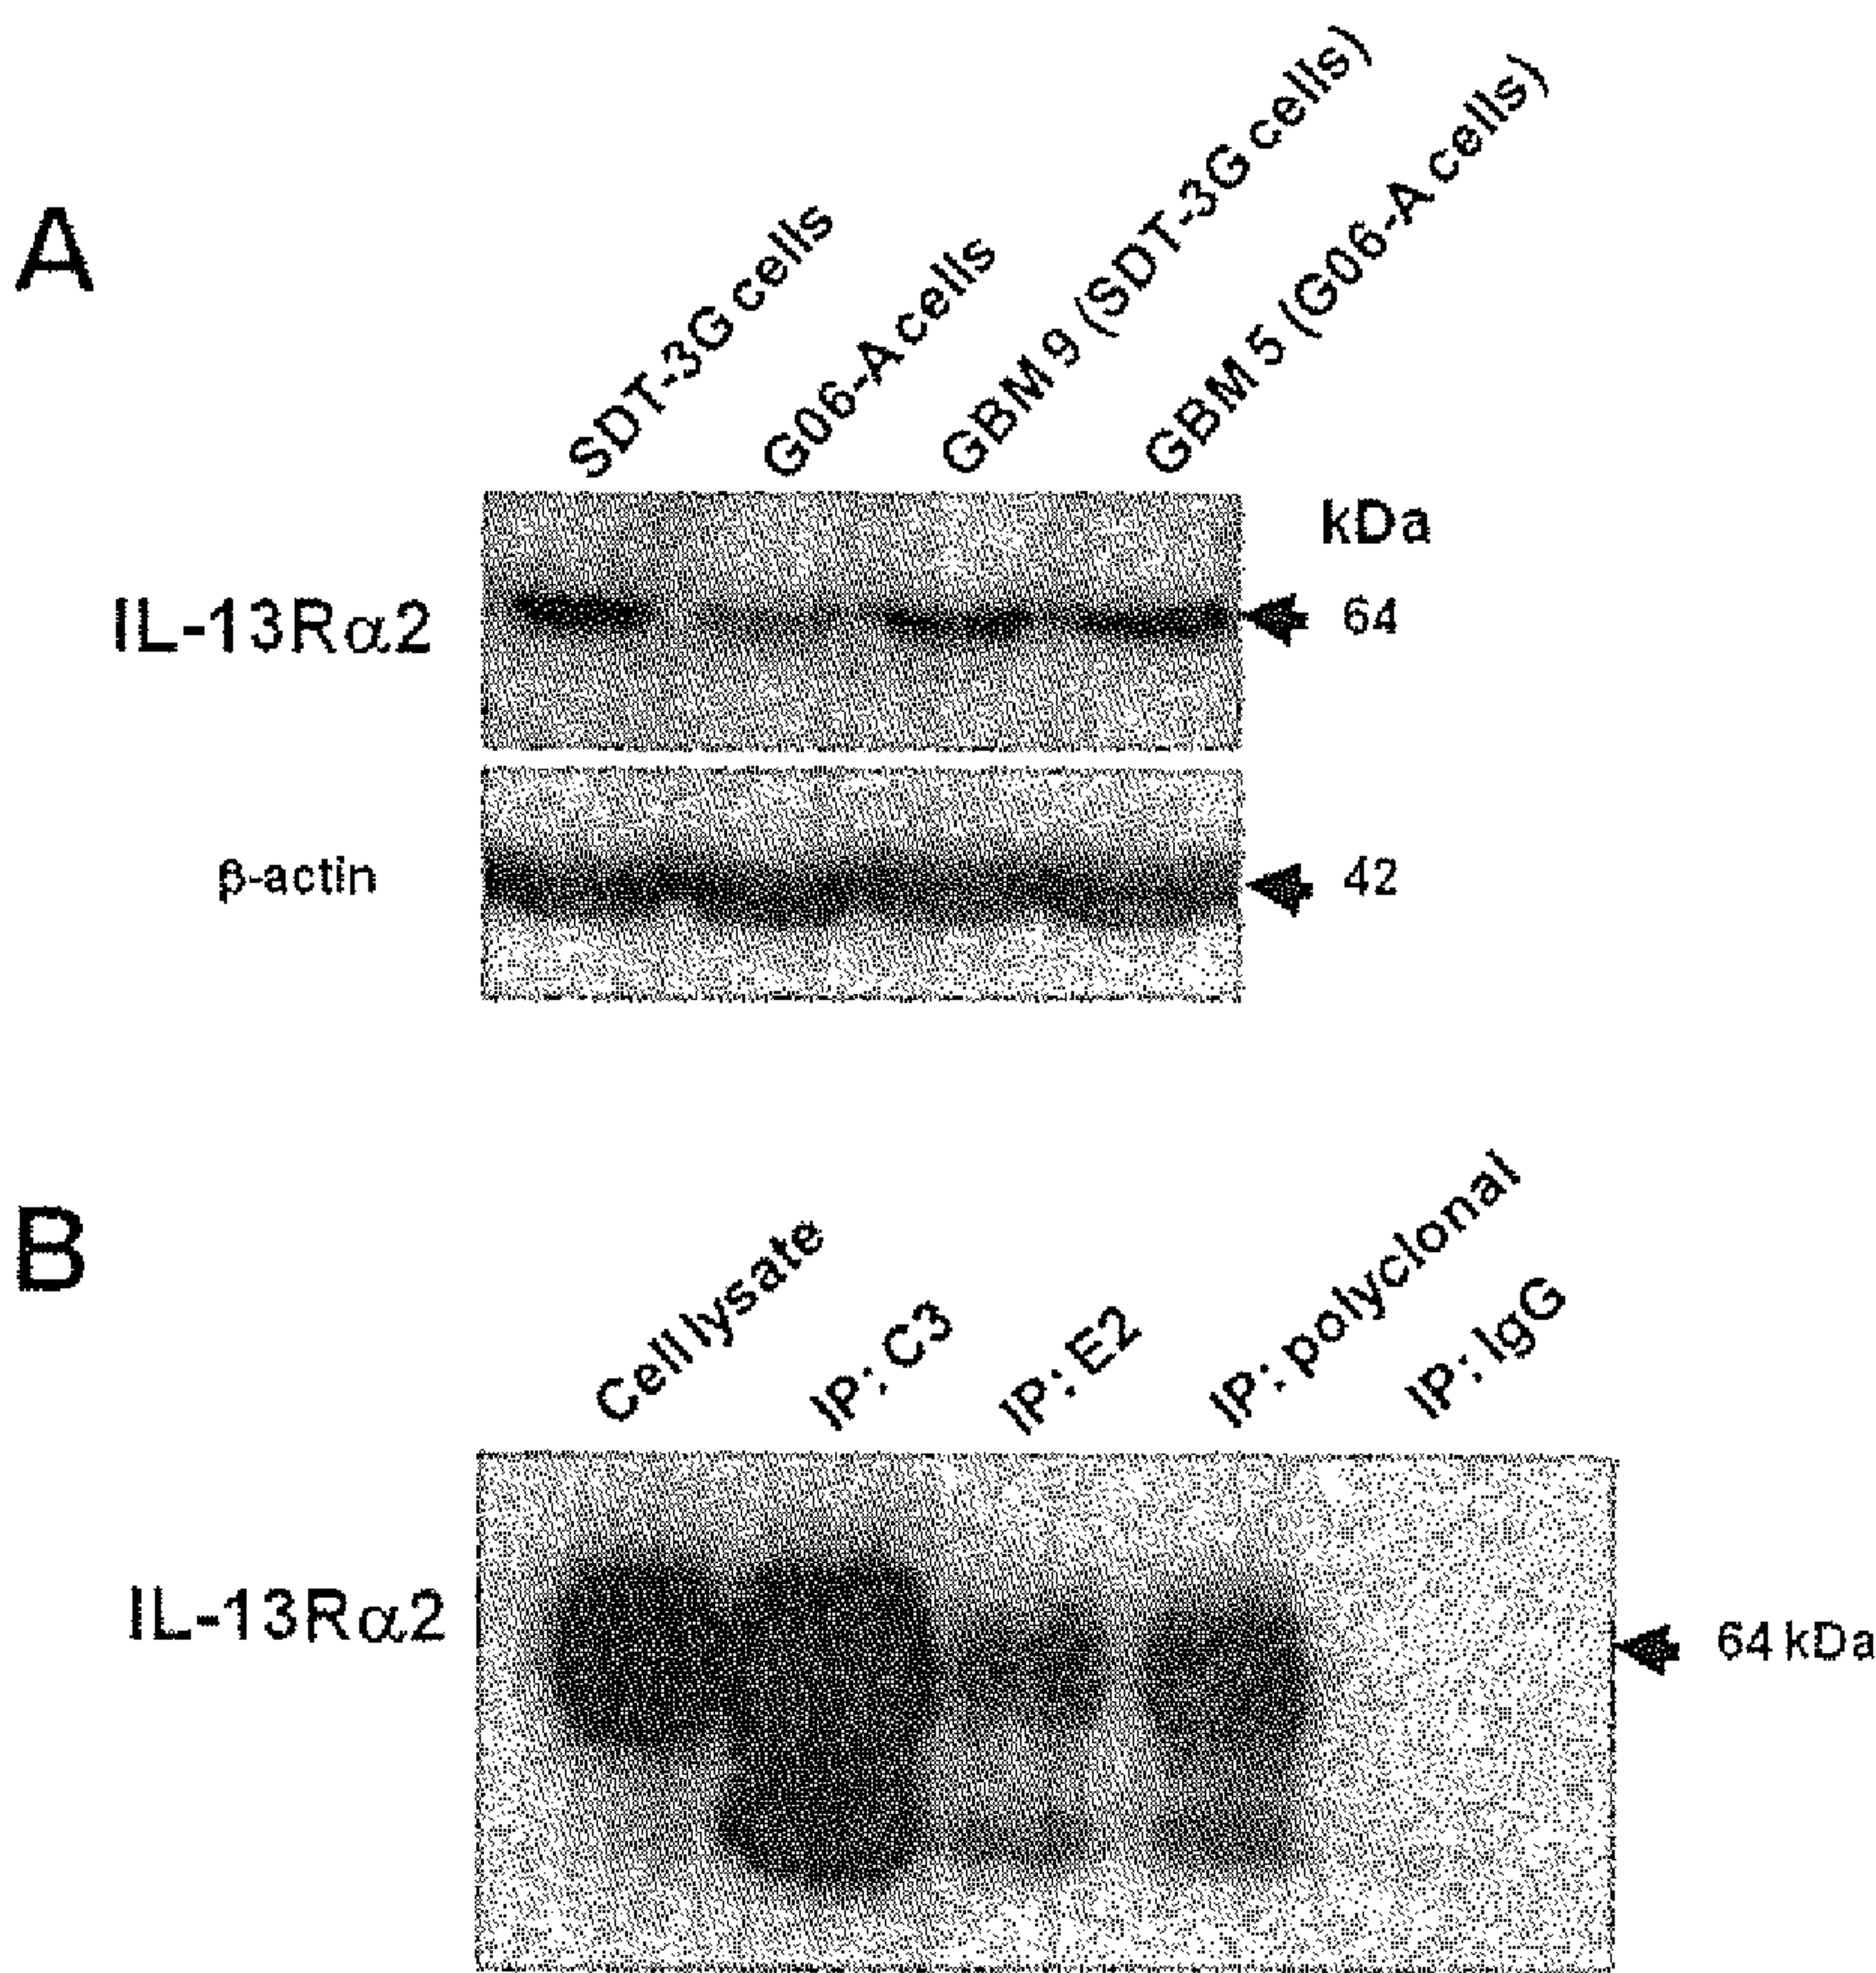 A
SDT-3G cells
G06-A cells
GBM 9 (SDT-3G cells)
GBM 5 (G06-A cells)
kDa
IL-13Rα2
64
β-actin
42
B
Cell lysate
IP: C3
IP: E2
IP: polyclonal
IP: IgG
IL-13Rα2
64 kDa